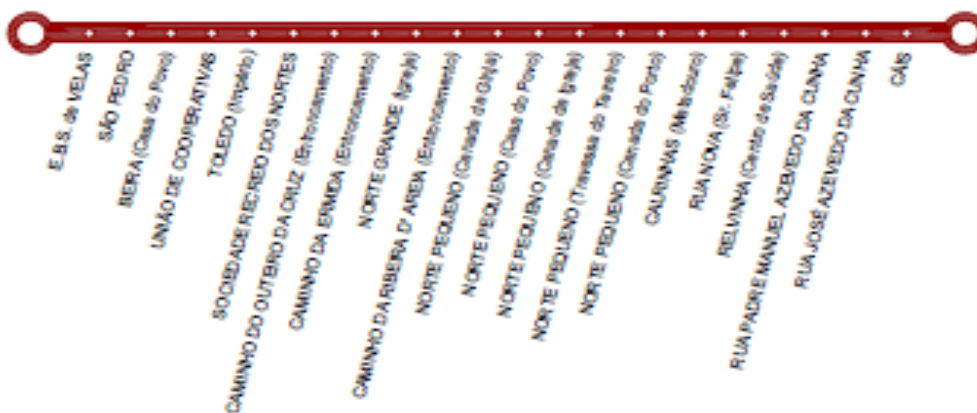 E.B.S. de VELAS
SÃO PEDRO
BEIRA (Casa do Povo)
UNIÃO DE COOPERATIVAS
TOLEDO (Império)
SOCIEDADE RECREIO DOS NORTES
CAMINHO DO OUTEIRO DA CRUZ (Entroncamento)
CAMINHO DA ERMIDA (Entroncamento)
NORTE GRANDE (Igreja)
CAMINHO DA RIBEIRA D' AREIA (Entroncamento)
NORTE PEQUENO (Canada da
NORTE PEQUENO (Casa do Povo)
NORTE PEQUENO (Canada da Igreja)
NORTE PEQUENO (Travessa do Terreiro)
NORTE PEQUENO (Canada do Porto)
CAURINHAS (Matadouro)
RUA NOVA (Sr. Felipe)
RELVINHA (Centro de Saúde)
RUA PADRE MANUEL AZEVEDO DA CUNHA
RUA JOSÉ AZEVEDO DA CUNHA
CAIS